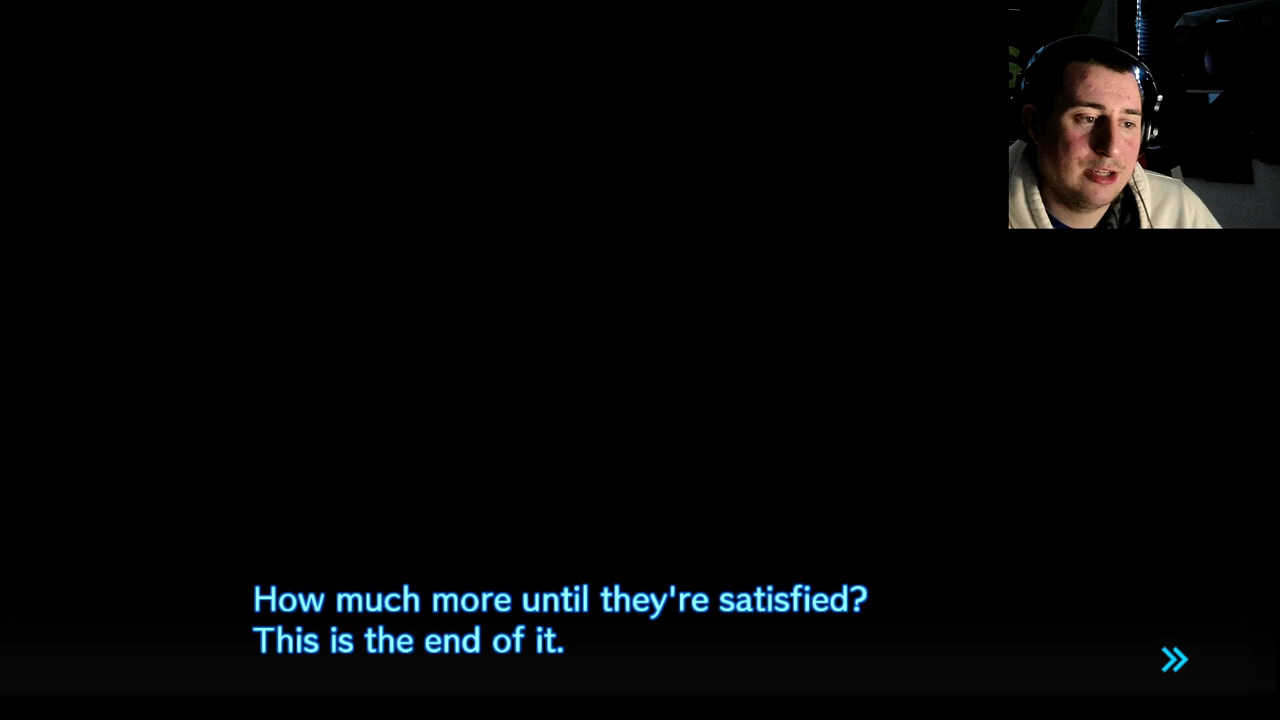 How much more until they're satisfied?
This is the end of it.